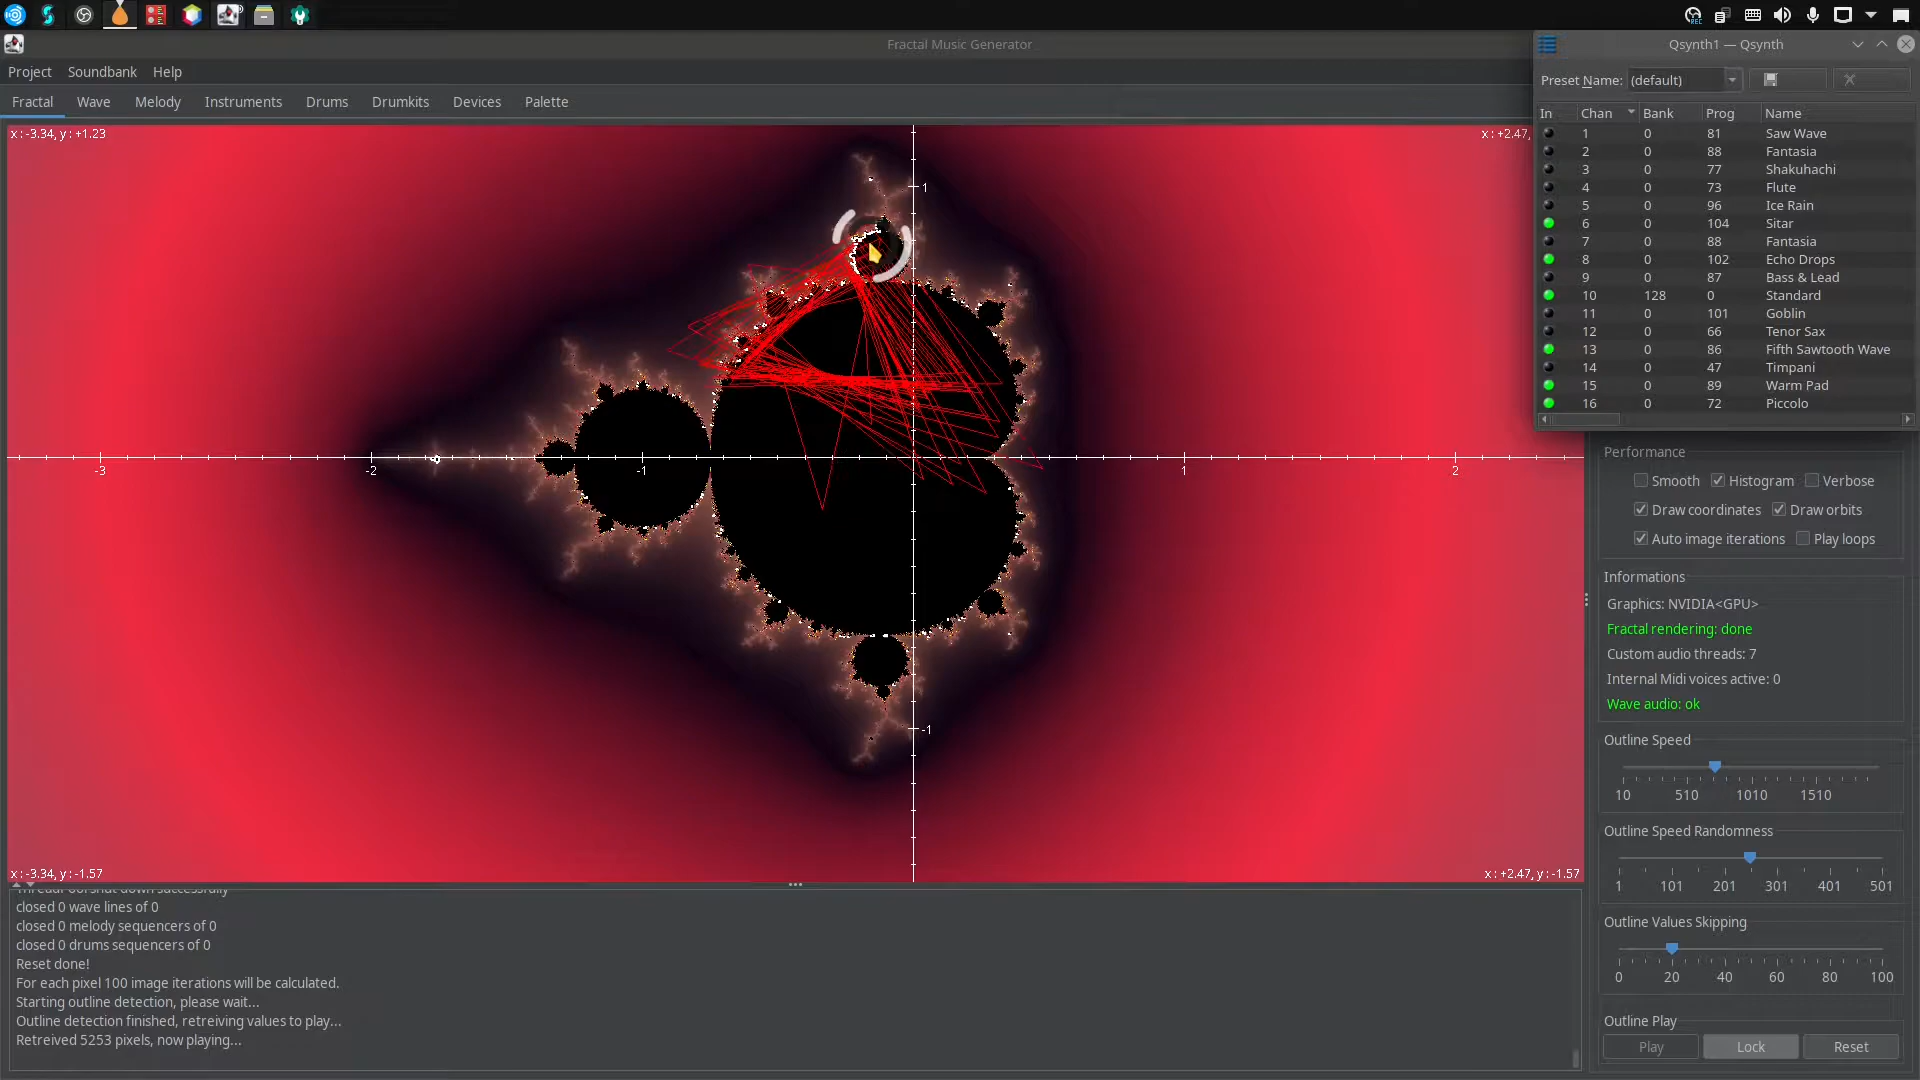 Fractal Music Generator
Project Soundbank Help
Fractal Wave Melody Instruments Drums Drumkits Devices Palette
x:-3.34, y:+1.23
x:+2.47,
1
-3 -2 -1 1 2
-1
x:-3.34, y:-1.57
x:+2.47, y:-1.57
Qsynth1 — Qsynth
Preset Name: (default)
In Chan Bank Prog Name
1 0 81 Saw Wave
2 0 88 Fantasia
3 0 77 Shakuhachi
4 0 73 Flute
5 0 96 Ice Rain
6 0 104 Sitar
7 0 88 Fantasia
8 0 102 Echo Drops
9 0 87 Bass & Lead
10 128 0 Standard
11 0 101 Goblin
12 0 66 Tenor Sax
13 0 86 Fifth Sawtooth Wave
14 0 47 Timpani
15 0 89 Warm Pad
16 0 72 Piccolo
Performance
Smooth Histogram Verbose
Draw coordinates Draw orbits
Auto image iterations Play loops
Informations
Graphics: NVIDIA<GPU>
Fractal rendering: done
Custom audio threads: 7
Internal Midi voices active: 0
Wave audio: ok
Outline Speed
10 510 1010 1510
Outline Speed Randomness
1 101 201 301 401 501
Outline Values Skipping
0 20 40 60 80 100
Outline Play
Play Lock Reset
shut down successfully
closed 0 wave lines of 0
closed 0 melody sequencers of 0
closed 0 drums sequencers of 0
Reset done!
For each pixel 100 image iterations will be calculated.
Starting outline detection, please wait...
Outline detection finished, retreiving values to play...
Retreived 5253 pixels, now playing...